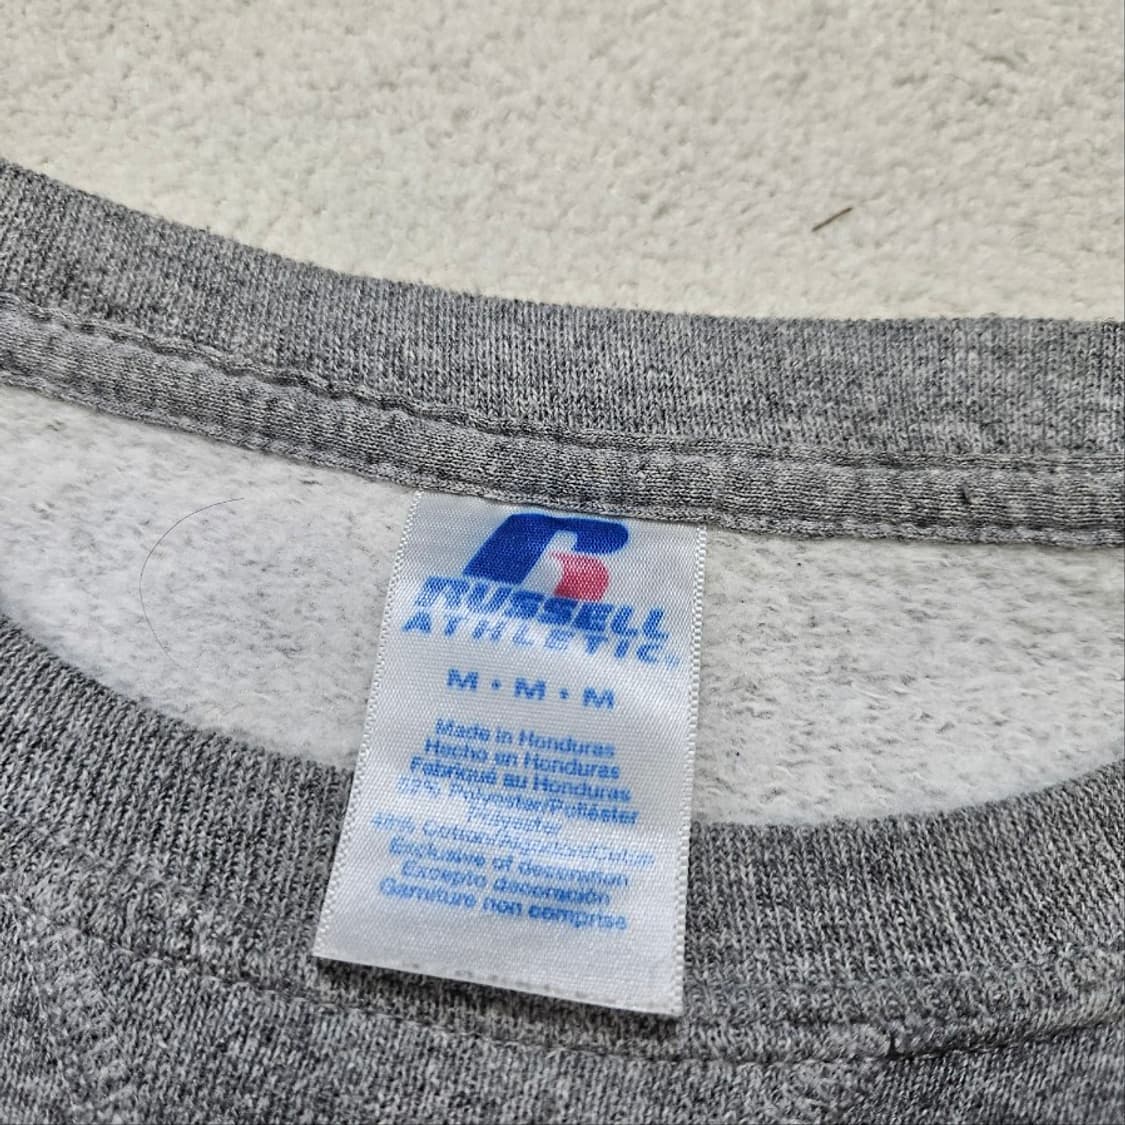 RUSSELL
ATHLETIC
M • M • M
Made in Honduras
Hecho en Honduras
Fabriqué au Honduras
Polyester/Poliéster
Polyester
Cotton/Algodón/Coton
Exclusive of decoration
Excepto decoración
Garniture non comprise